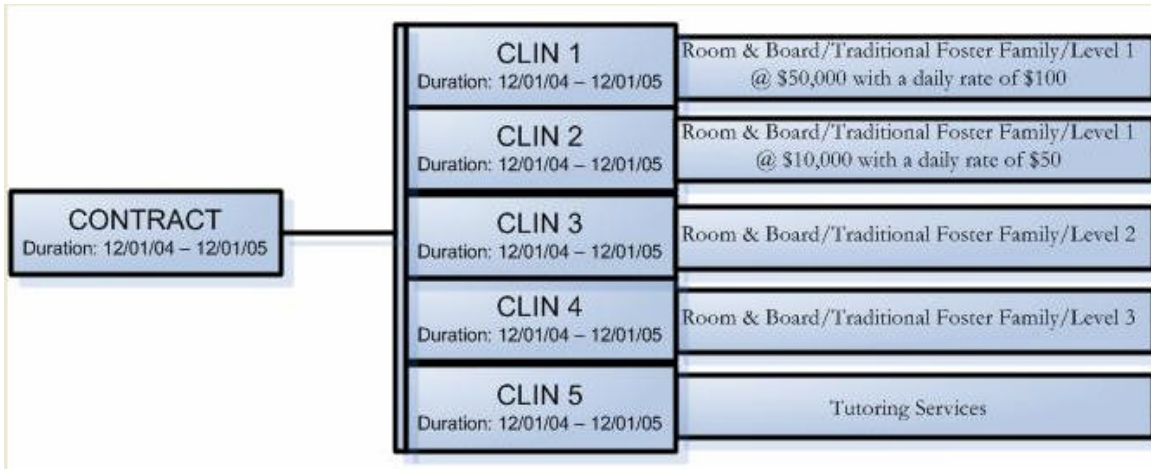 CONTRACT
Duration: 12/01/04 – 12/01/05
CLIN 1
Duration: 12/01/04 – 12/01/05
Room & Board/Traditional Foster Family/Level 1
@ $50,000 with a daily rate of $100
CLIN 2
Duration: 12/01/04 – 12/01/05
Room & Board/Traditional Foster Family/Level 1
@ $10,000 with a daily rate of $50
CLIN 3
Duration: 12/01/04 – 12/01/05
Room & Board/Traditional Foster Family/Level 2
CLIN 4
Duration: 12/01/04 – 12/01/05
Room & Board/Traditional Foster Family/Level 3
CLIN 5
Duration: 12/01/04 – 12/01/05
Tutoring Services